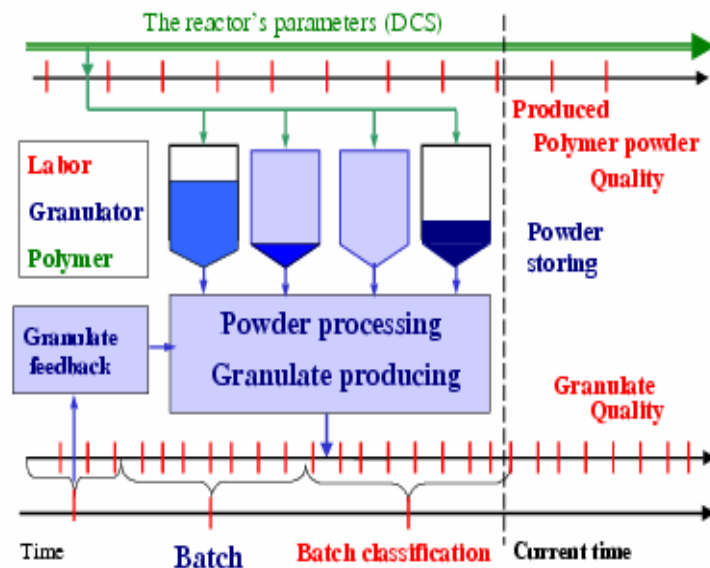 The reactor's parameters (DCS)
Produced
Polymer powder
Quality
Labor
Granulator
Polymer
Powder
storing
Powder processing
Granulate producing
Granulate
feedback
Granulate
Quality
Time
Batch
Batch classification
Current time